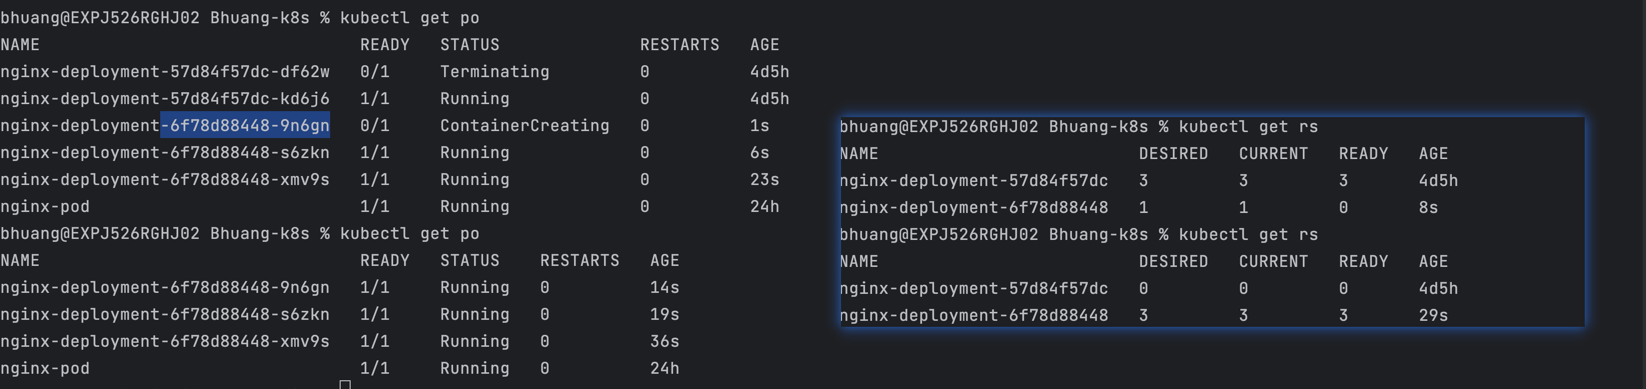 bhuang@EXPJ526RGHJ02 Bhuang-k8s % kubectl get po
NAME READY STATUS RESTARTS AGE
nginx-deployment-57d84f57dc-df62w 0/1 Terminating 0 4d5h
nginx-deployment-57d84f57dc-kd6j6 1/1 Running 0 4d5h
nginx-deployment-6f78d88448-9n6gn 0/1 ContainerCreating 0 1s
nginx-deployment-6f78d88448-s6zkn 1/1 Running 0 6s
nginx-deployment-6f78d88448-xmv9s 1/1 Running 0 23s
nginx-pod 1/1 Running 0 24h
bhuang@EXPJ526RGHJ02 Bhuang-k8s % kubectl get po
NAME READY STATUS RESTARTS AGE
nginx-deployment-6f78d88448-9n6gn 1/1 Running 0 14s
nginx-deployment-6f78d88448-s6zkn 1/1 Running 0 19s
nginx-deployment-6f78d88448-xmv9s 1/1 Running 0 36s
nginx-pod 1/1 Running 0 24h
bhuang@EXPJ526RGHJ02 Bhuang-k8s % kubectl get rs
NAME DESIRED CURRENT READY AGE
nginx-deployment-57d84f57dc 3 3 3 4d5h
nginx-deployment-6f78d88448 1 1 0 8s
bhuang@EXPJ526RGHJ02 Bhuang-k8s % kubectl get rs
NAME DESIRED CURRENT READY AGE
nginx-deployment-57d84f57dc 0 0 0 4d5h
nginx-deployment-6f78d88448 3 3 3 29s